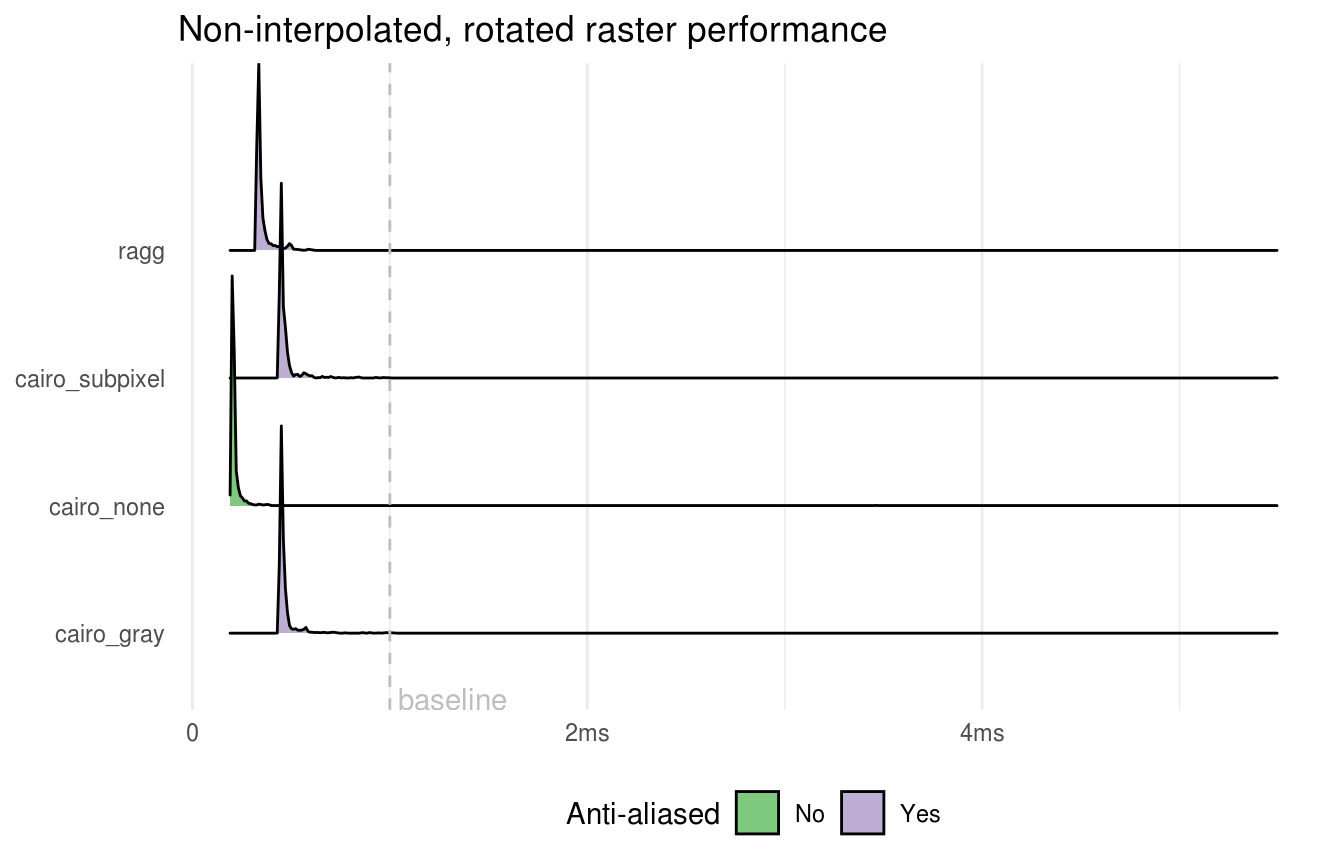 Non-interpolated, rotated raster performance
ragg
cairo_subpixel
cairo_none
cairo_gray
baseline
0 2ms 4ms
Anti-aliased No Yes